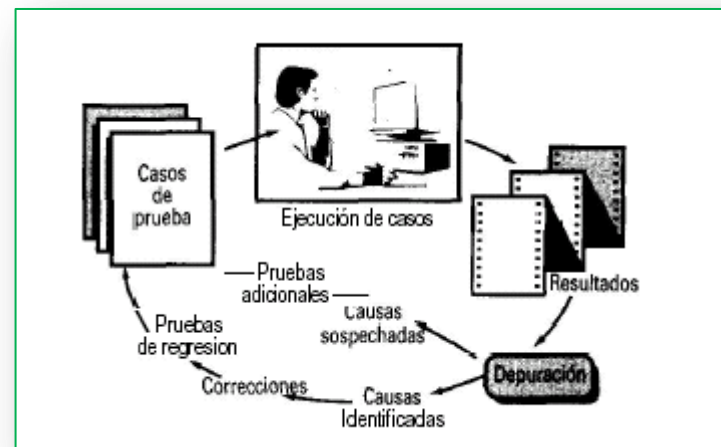 Casos
de
prueba
Ejecución de casos
Resultados
Pruebas
adicionales
Causas
sospechadas
Depuración
Pruebas
de regresion
Correcciones
Causas
Identificadas